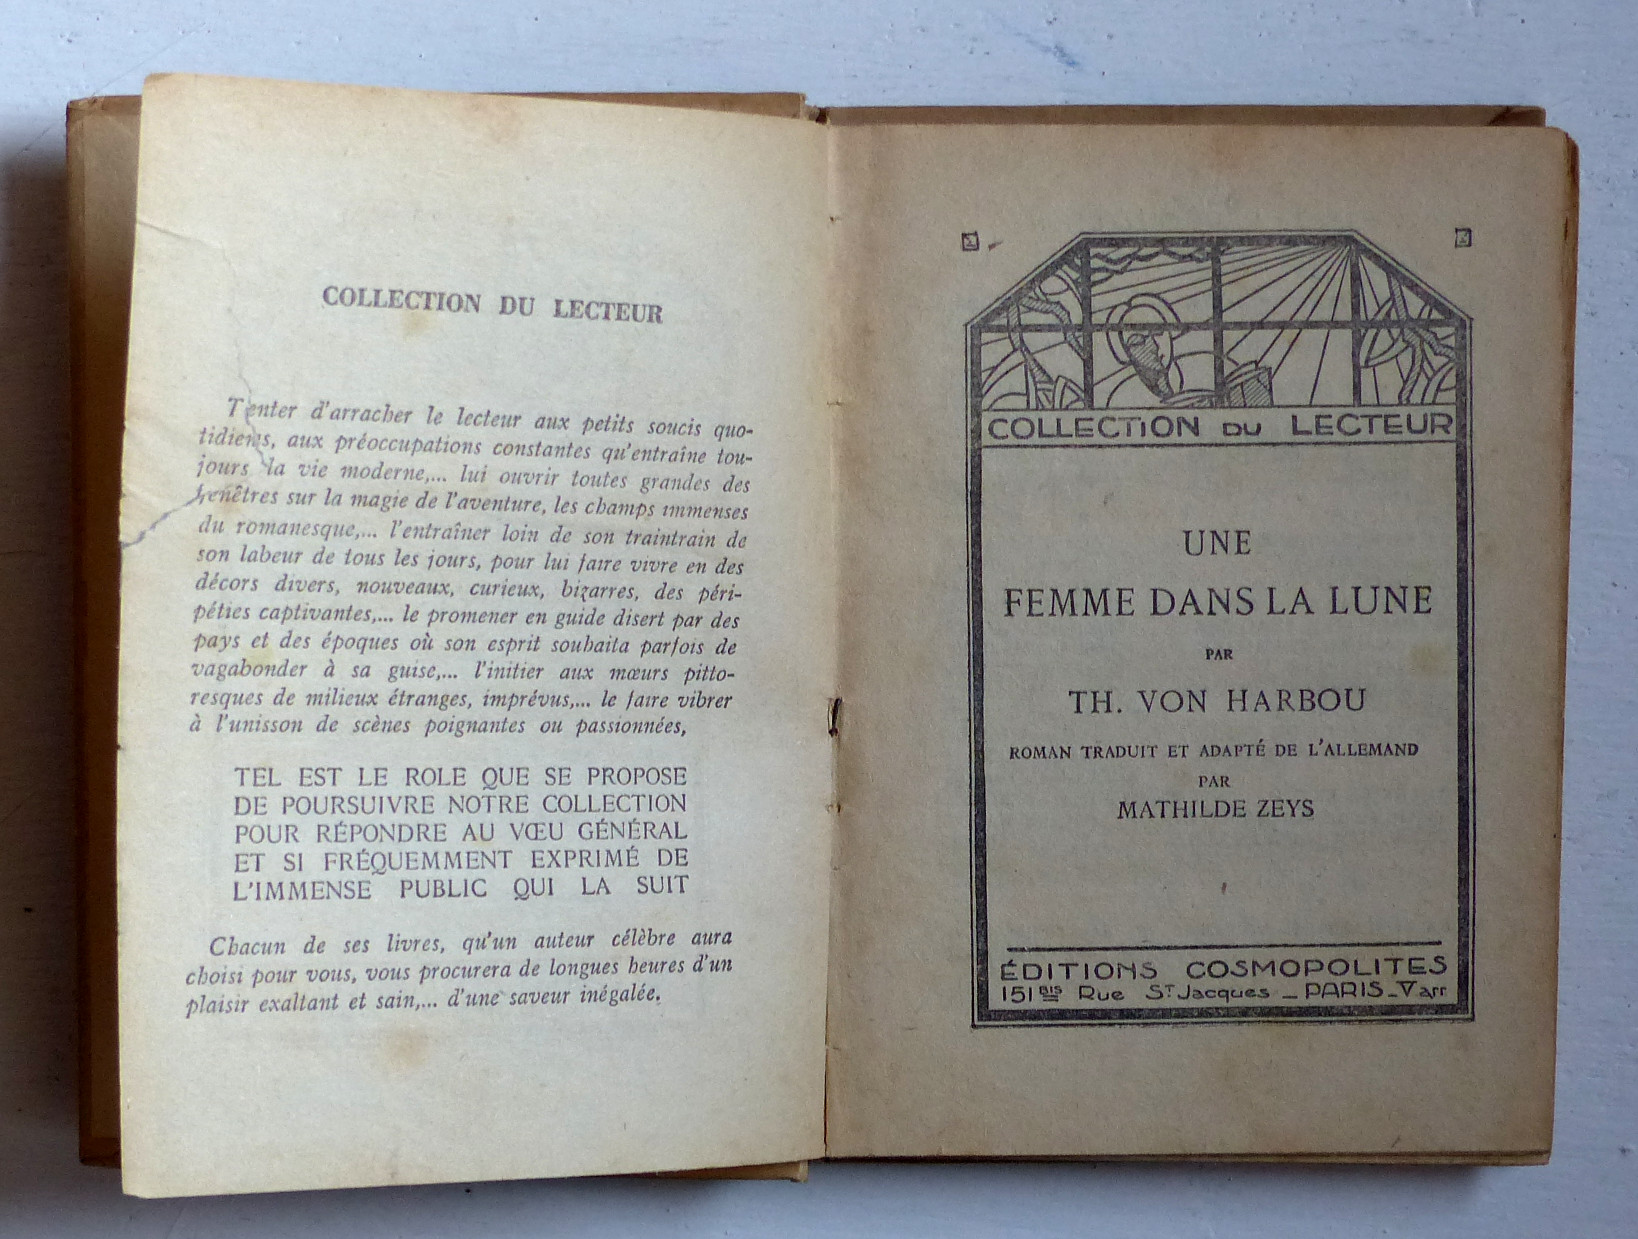 COLLECTION DU LECTEUR
Tenter d'arracher le lecteur aux petits soucis quo-
tidiens, aux préoccupations constantes qu'entraîne tou-
jours la vie moderne,... lui ouvrir toutes grandes des
fenêtres sur la magie de l'aventure, les champs immenses
du romanesque,... l'entraîner loin de son traintrain de
son labeur de tous les jours, pour lui faire vivre en des
décors divers, nouveaux, curieux, bizarres, des péri-
péties captivantes,... le promener en guide disert par des
pays et des époques où son esprit souhaita parfois de
vagabonder à sa guise,... l'initier aux mœurs pitto-
resques de milieux étranges, imprévus,... le faire vibrer
à l'unisson de scènes poignantes ou passionnées,
TEL EST LE ROLE QUE SE PROPOSE
DE POURSUIVRE NOTRE COLLECTION
POUR RÉPONDRE AU VŒU GÉNÉRAL
ET SI FRÉQUEMMENT EXPRIMÉ DE
L'IMMENSE PUBLIC QUI LA SUIT
Chacun de ses livres, qu'un auteur célèbre aura
choisi pour vous, vous procurera de longues heures d'un
plaisir exaltant et sain,... d'une saveur inégalée.
COLLECTION DU LECTEUR
UNE
FEMME DANS LA LUNE
PAR
TH. VON HARBOU
ROMAN TRADUIT ET ADAPTÉ DE L'ALLEMAND
PAR
MATHILDE ZEYS
ÉDITIONS COSMOPOLITES
151 BIS Rue ST Jacques _ PARIS_Varr